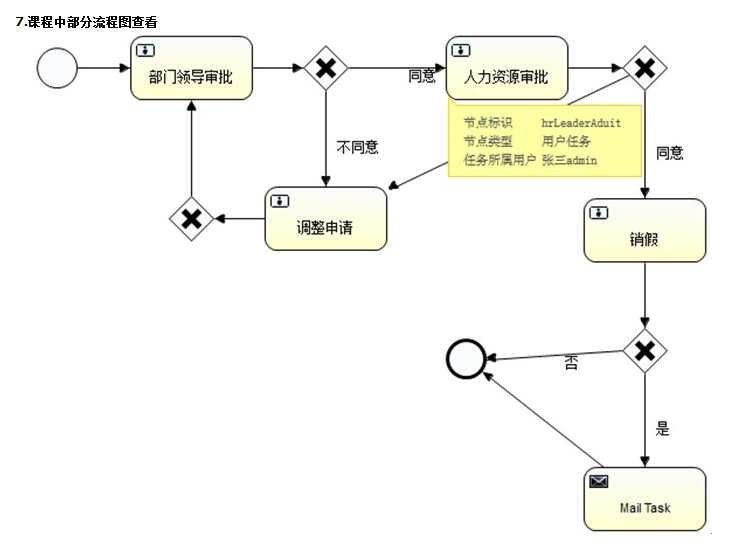 7.课程中部分流程图查看
部门领导审批
同意
人力资源审批
节点标识 hrLeaderAduit
节点类型 用户任务
任务所属用户 张三admin
不同意
同意
调整申请
销假
否
是
Mail Task